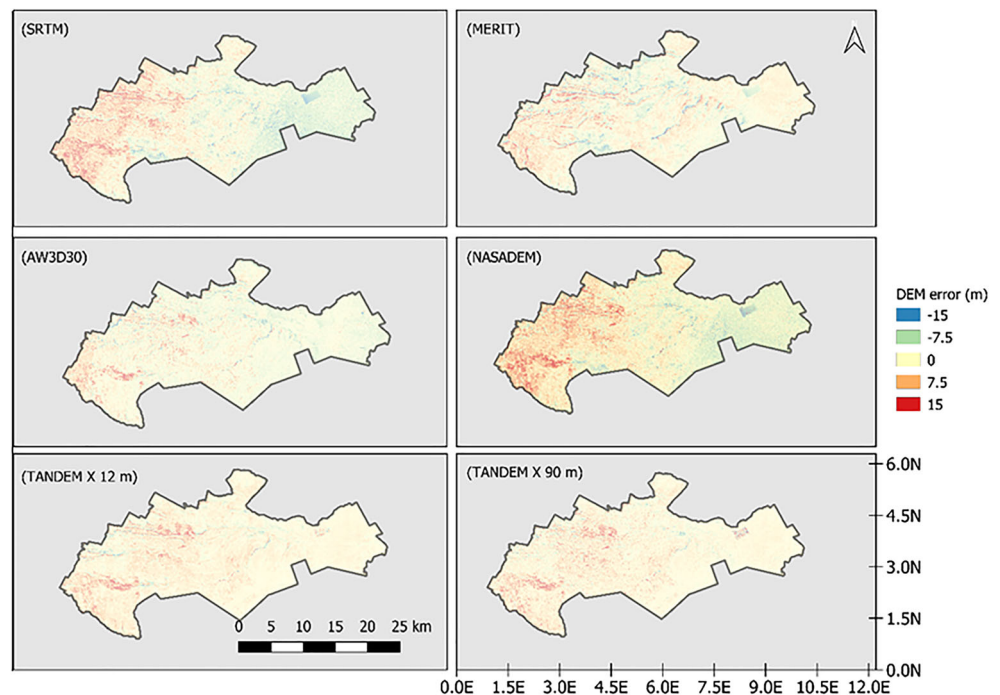 (SRTM)
(MERIT)
(AW3D30)
(NASADEM)
DEM error (m)
-15
-7.5
0
7.5
15
(TANDEM X 12 m)
(TANDEM X 90 m)
0 5 10 15 20 25 km
6.0N
4.5N
3.0N
1.5N
0.0N
0.0E 1.5E 3.0E 4.5E 6.0E 7.5E 9.0E 10.5E 12.0E